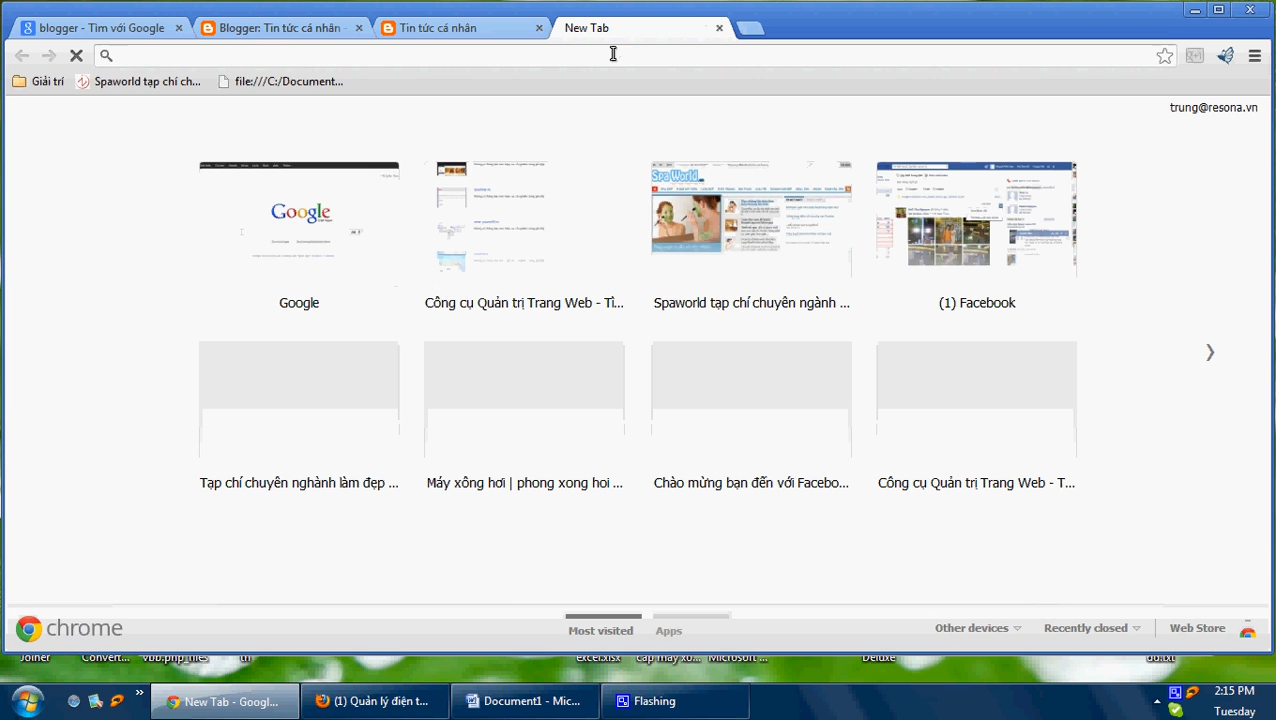 blogger - Tìm với Google
Blogger: Tin tức cá nhân -
Tin tức cá nhân
New Tab
Giải trí
Spaworld tạp chí ch...
file:///C:/Document...
trung@resona.vn
Google
Spa World
Google
Công cụ Quản trị Trang Web - Tì...
Spaworld tạp chí chuyên ngành ...
(1) Facebook
Tạp chí chuyên nghành làm đẹp ...
Máy xông hơi | phong xong hoi ...
Chào mừng bạn đến với Facebo...
Công cụ Quản trị Trang Web - T...
chrome
Most visited
Apps
Other devices
Recently closed
Web Store
Joiner
Convert...
vbb.php_files
excel.xlsx
Microsoft ...
Deluxe
New Tab - Googl...
(1) Quản lý điện t...
Document1 - Mic...
Flashing
2:15 PM
Tuesday